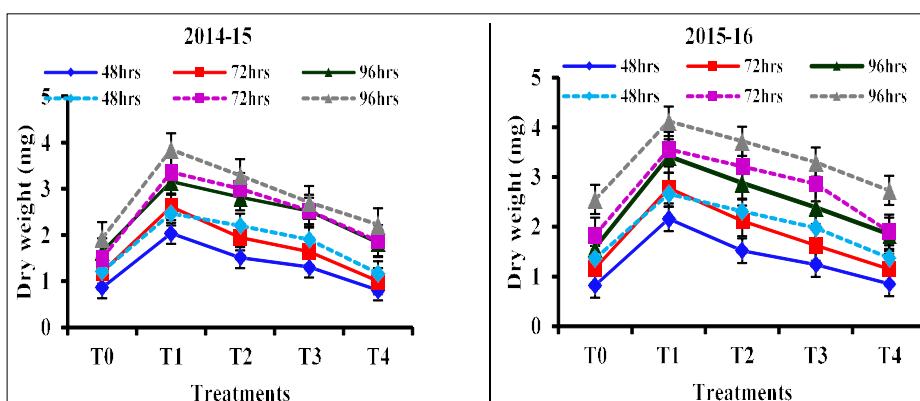 2014-15
48hrs 72hrs 96hrs
48hrs 72hrs 96hrs
5
4
3
2
1
0
Dry weight (mg)
T0 T1 T2 T3 T4
Treatments
2015-16
48hrs 72hrs 96hrs
48hrs 72hrs 96hrs
5
4
3
2
1
0
Dry weight (mg)
T0 T1 T2 T3 T4
Treatments